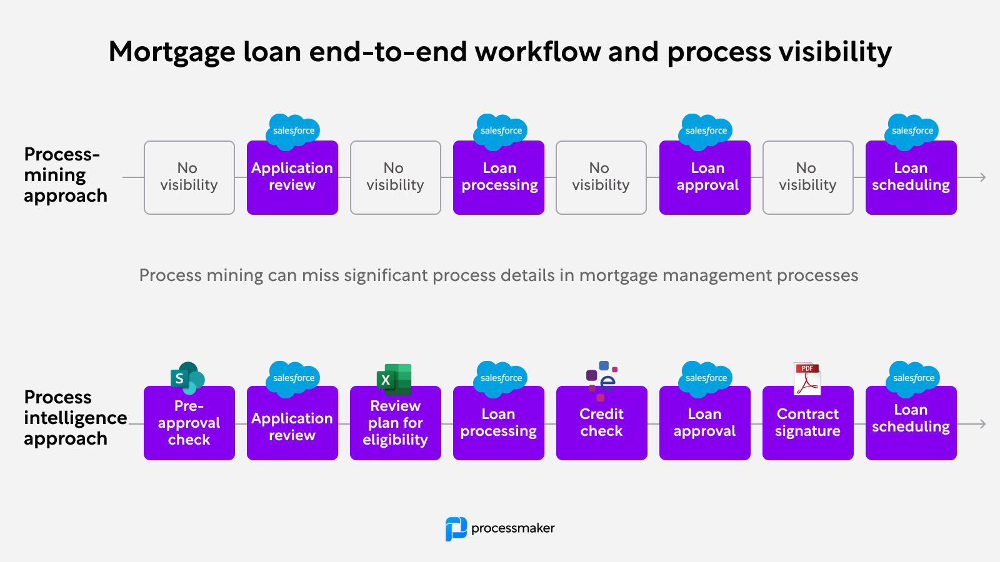 Mortgage loan end-to-end workflow and process visibility
Process-
mining
approach
No
visibility
salesforce
Application
review
No
visibility
salesforce
Loan
processing
No
visibility
salesforce
Loan
approval
No
visibility
salesforce
Loan
scheduling
Process mining can miss significant process details in mortgage management processes
Process
intelligence
approach
S
Pre-
approval
check
salesforce
Application
review
X
Review
plan for
eligibility
salesforce
Loan
processing
e
Credit
check
salesforce
Loan
approval
PDF
Contract
signature
salesforce
Loan
scheduling
processmaker